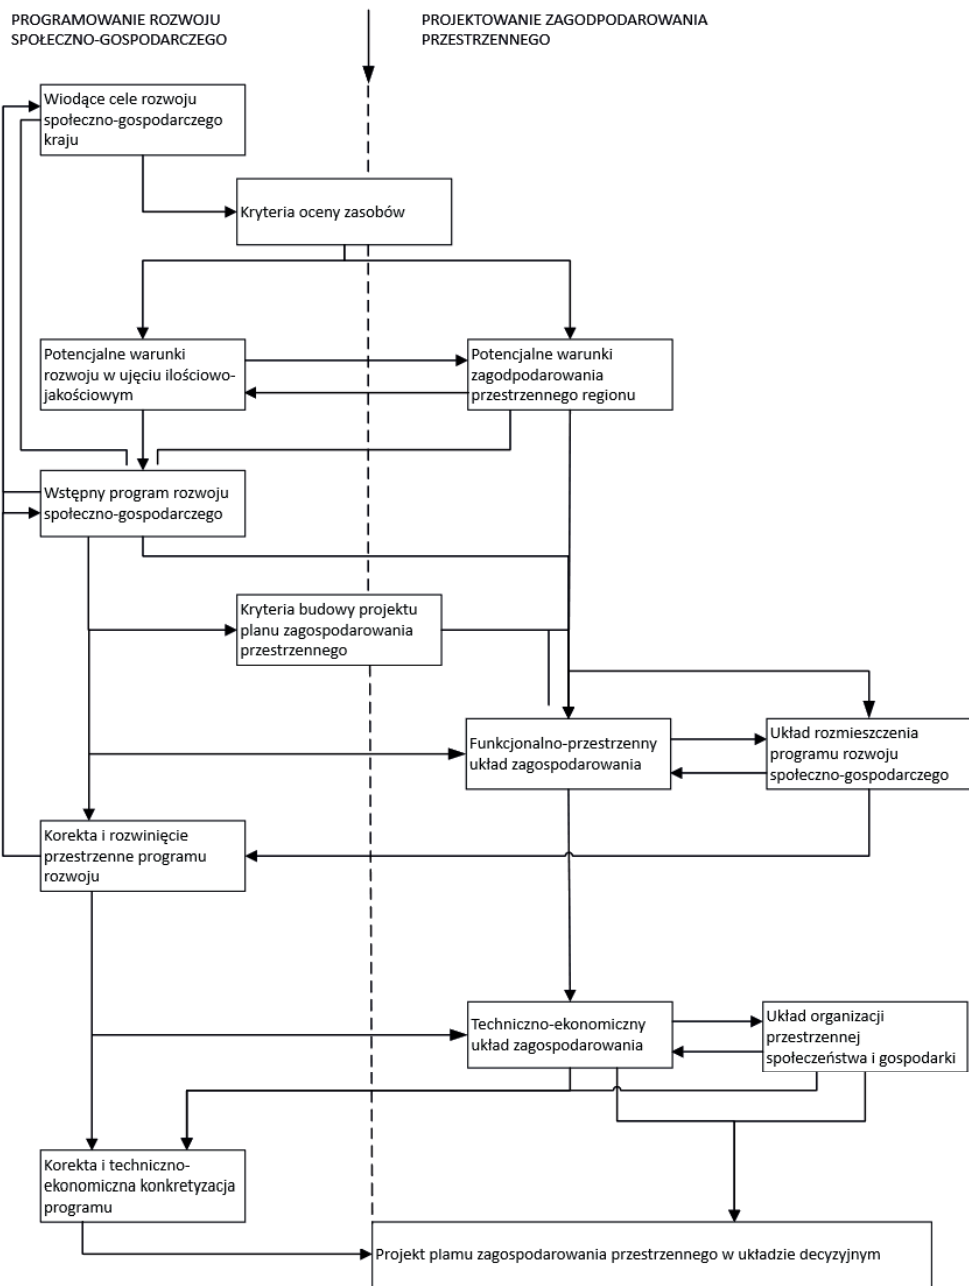 PROGRAMOWANIE ROZWOJU
SPOŁECZNO-GOSPODARCZEGO
PROJEKTOWANIE ZAGODPODAROWANIA
PRZESTRZENNEGO
Wiodące cele rozwoju
społeczno-gospodarczego
kraju
Kryteria oceny zasobów
Potencjalne warunki
rozwoju w ujęciu ilościowo-
jakościowym
Potencjalne warunki
zagodpodarowania
przestrzennego regionu
Wstępny program rozwoju
społeczno-gospodarczego
Kryteria budowy projektu
planu zagospodarowania
przestrzennego
Funkcjonalno-przestrzenny
układ zagospodarowania
Układ rozmieszczenia
programu rozwoju
społeczno-gospodarczego
Korekta i rozwinięcie
przestrzenne programu
rozwoju
Techniczno-ekonomiczny
układ zagospodarowania
Układ organizacji
przestrzennej
społeczeństwa i gospodarki
Korekta i techniczno-
ekonomiczna konkretyzacja
programu
Projekt plamu zagospodarowania przestrzennego w układzie decyzyjnym